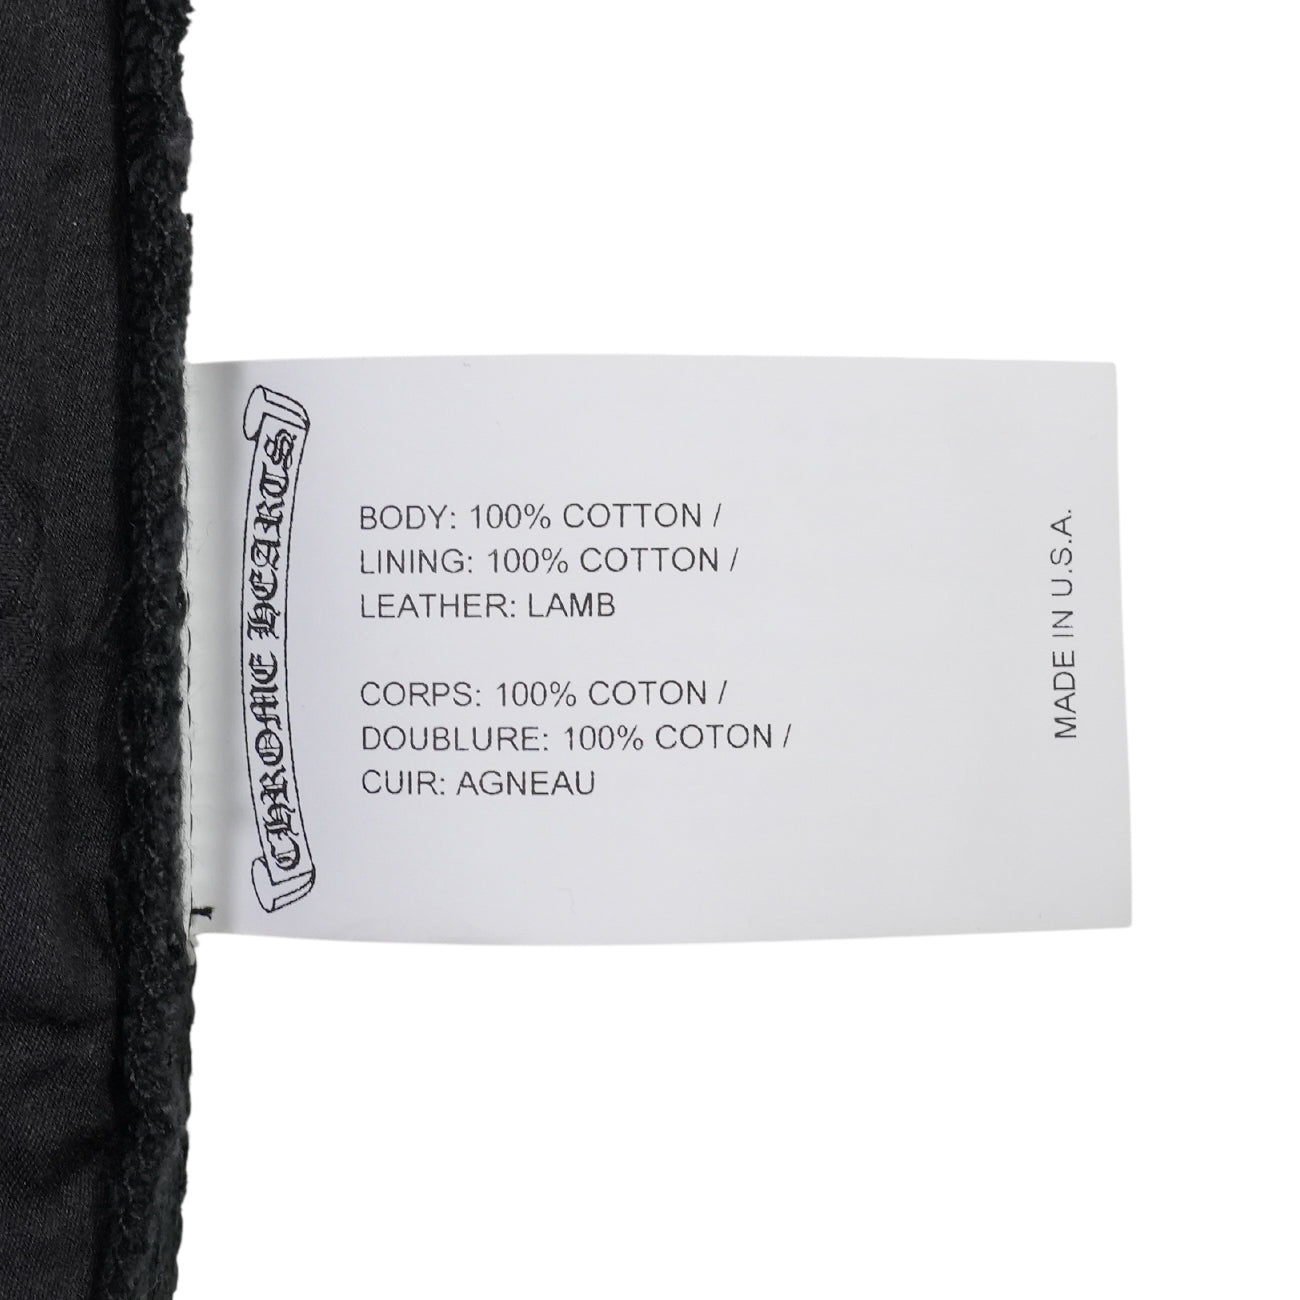 CHROME HEARTS
BODY: 100% COTTON /
LINING: 100% COTTON /
LEATHER: LAMB
CORPS: 100% COTON /
DOUBLURE: 100% COTON /
CUIR: AGNEAU
MADE IN U.S.A.